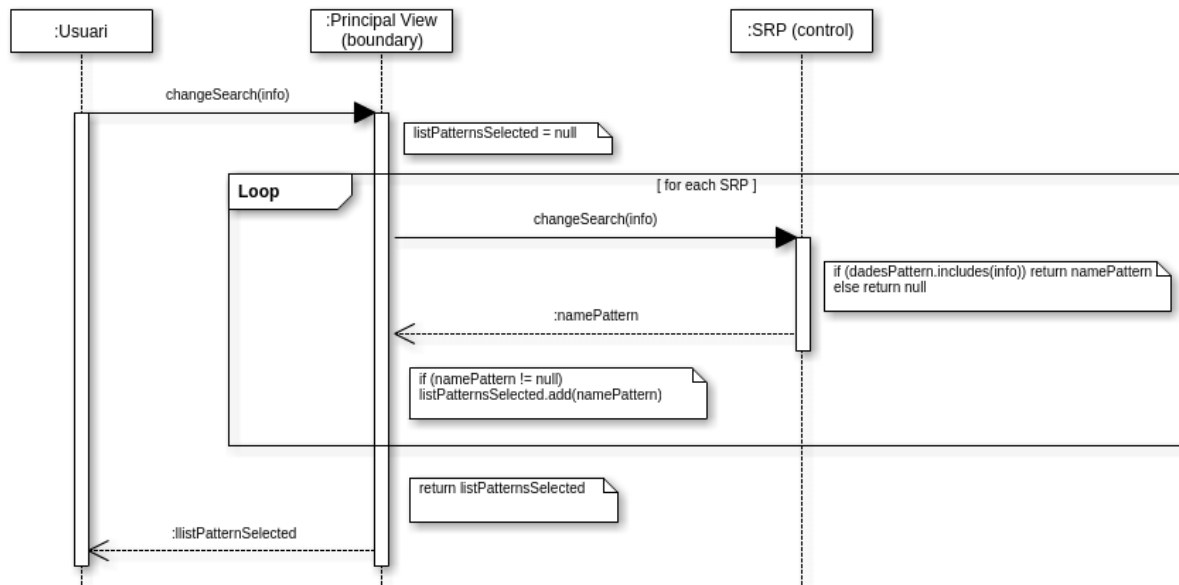 :Usuari
:Principal View
(boundary)
:SRP (control)
changeSearch(info)
listPatternsSelected = null
Loop
[ for each SRP ]
changeSearch(info)
if (dadesPattern.includes(info)) return namePattern
else return null
:namePattern
if (namePattern != null)
listPatternsSelected.add(namePattern)
return listPatternsSelected
:llistPatternSelected